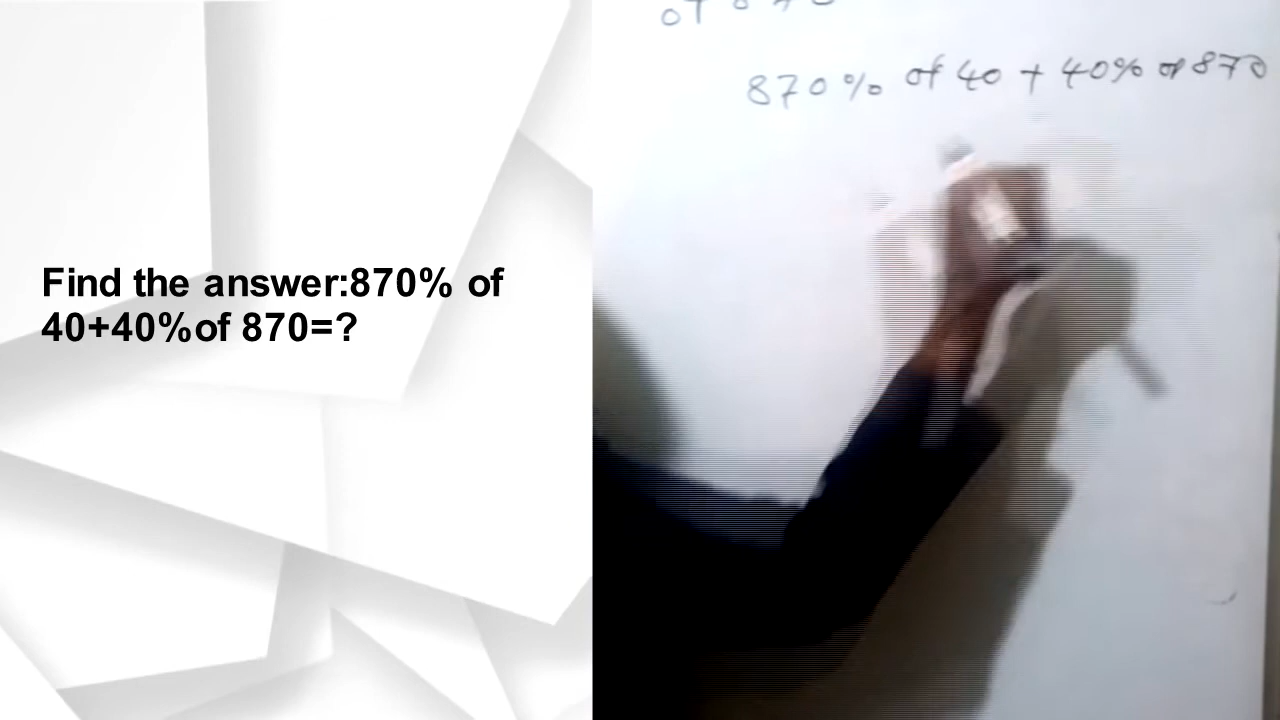 Find the answer:870% of
40+40%of 870=?
870% of 40 + 40% of 870